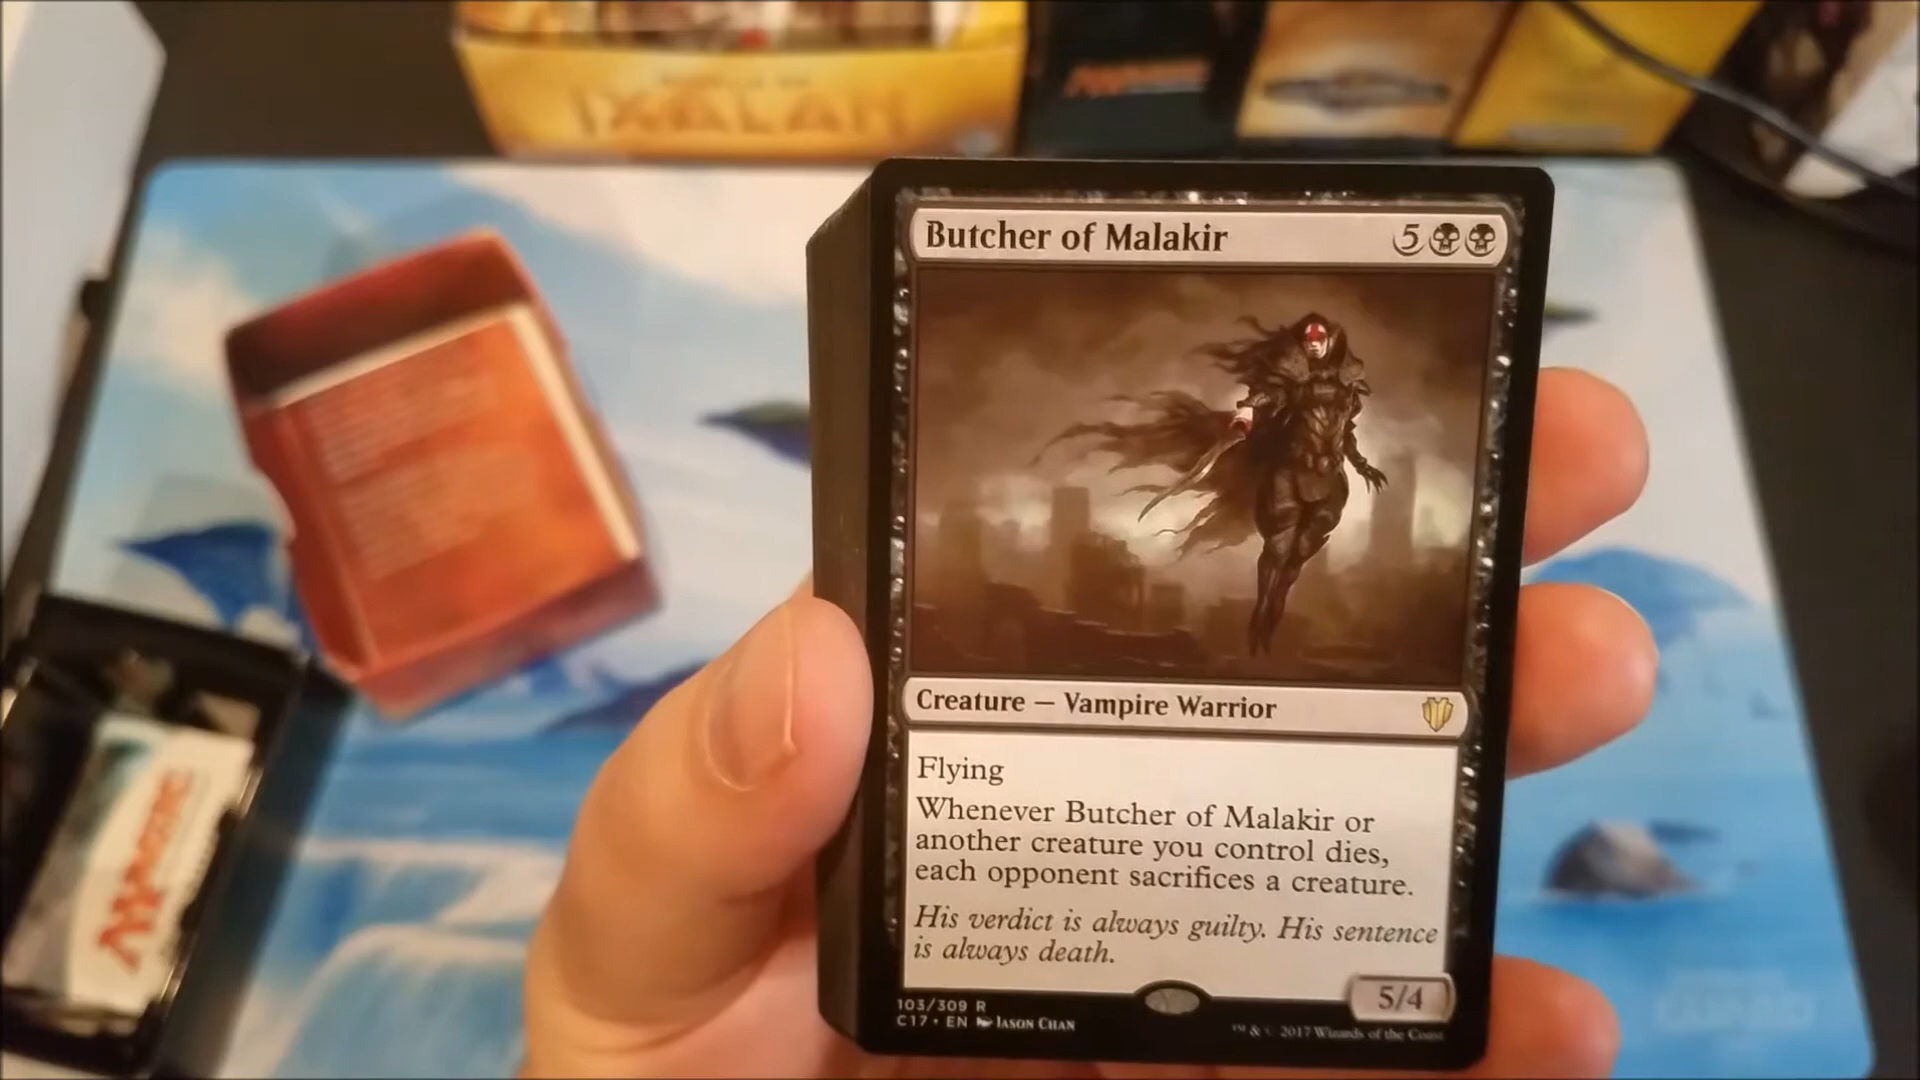 IXALAN
MAGIC
Butcher of Malakir 5
Creature — Vampire Warrior
Flying
Whenever Butcher of Malakir or
another creature you control dies,
each opponent sacrifices a creature.
His verdict is always guilty. His sentence
is always death.
5/4
103/309 R
C17 • EN Jason Chan
™ & © 2017 Wizards of the Coast